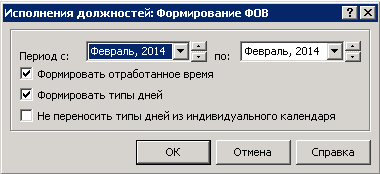 Исполнения должностей: Формирование ФОВ
Период с: Февраль, 2014 по: Февраль, 2014
Формировать отработанное время
Формировать типы дней
Не переносить типы дней из индивидуального календаря
ОК Отмена Справка